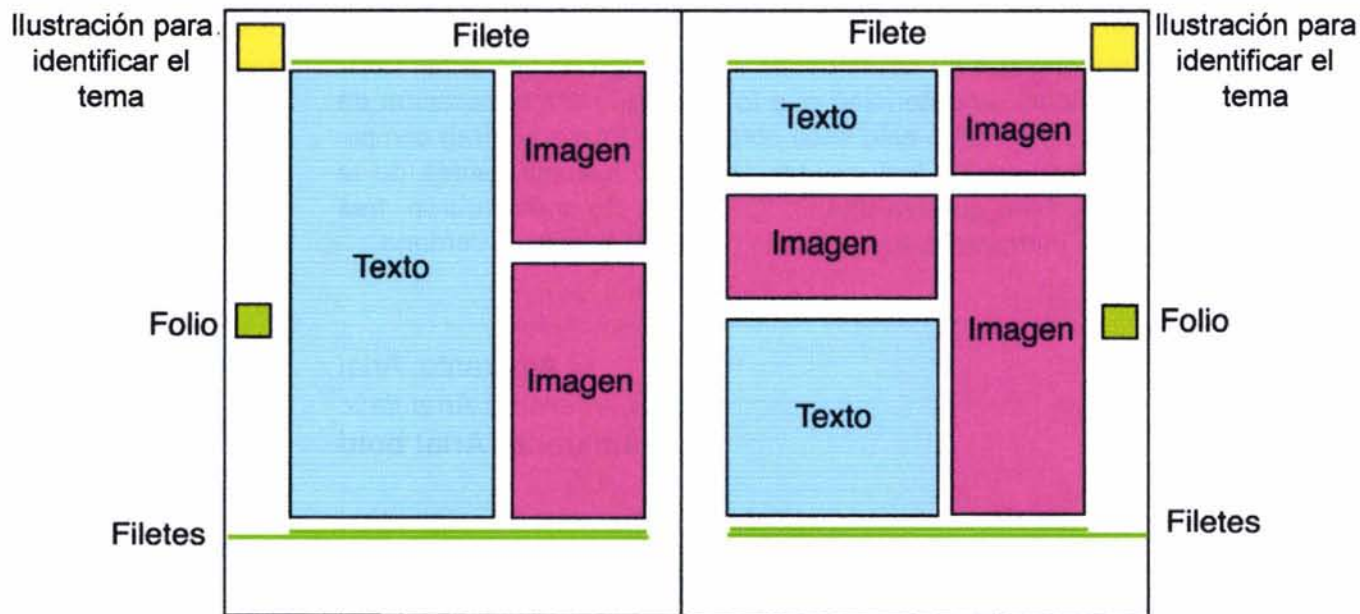 Ilustración para
identificar el
tema
Filete
Texto
Imagen
Imagen
Folio
Filetes
Filete
Ilustración para
identificar el
tema
Texto
Imagen
Imagen
Imagen
Texto
Folio
Filetes